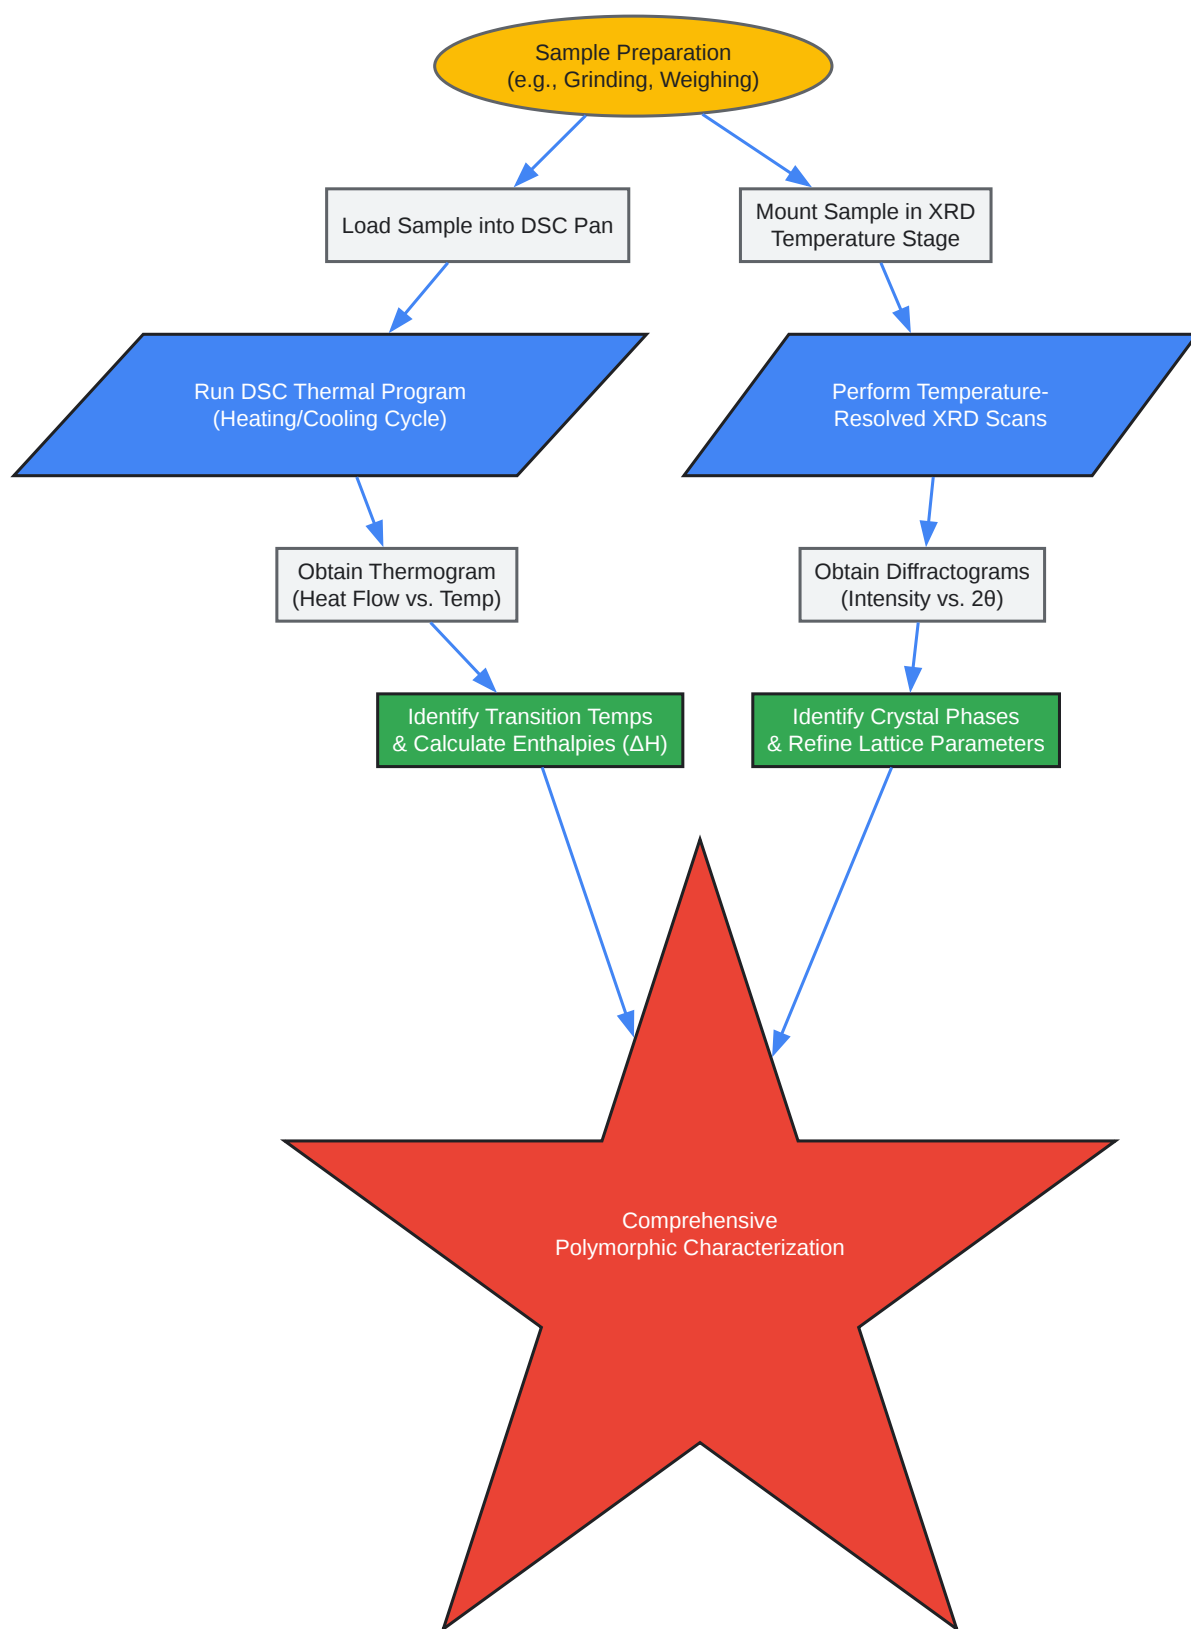 Sample Preparation
(e.g., Grinding, Weighing)
Load Sample into DSC Pan
Mount Sample in XRD
Temperature Stage
Run DSC Thermal Program
(Heating/Cooling Cycle)
Perform Temperature-
Resolved XRD Scans
Obtain Thermogram
(Heat Flow vs. Temp)
Obtain Diffractograms
(Intensity vs. 2θ)
Identify Transition Temps
& Calculate Enthalpies (ΔH)
Identify Crystal Phases
& Refine Lattice Parameters
Comprehensive
Polymorphic Characterization